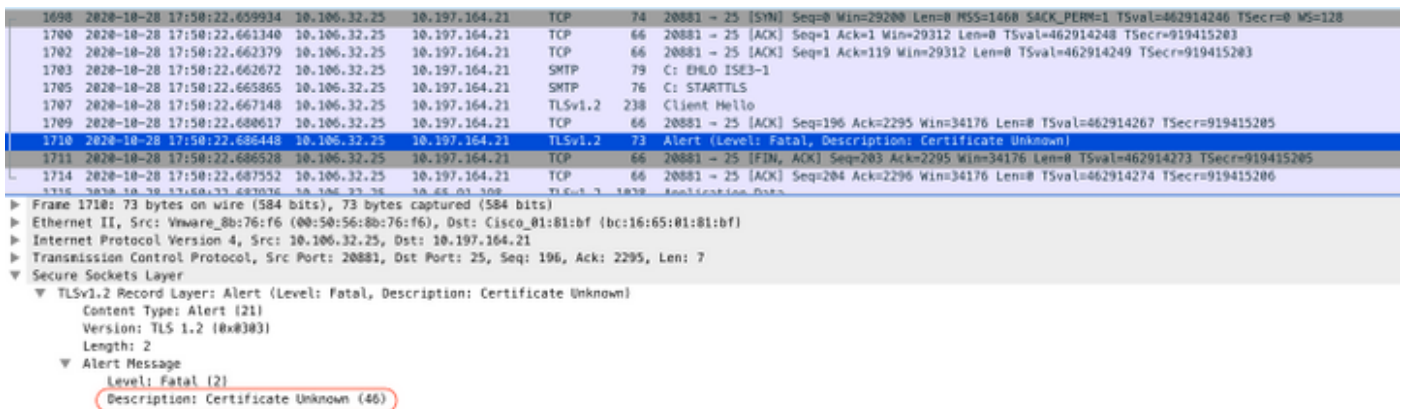 1698 2020-10-28 17:50:22.659934 10.106.32.25 10.197.164.21 TCP 74 20881 → 25 [SYN] Seq=0 Win=29200 Len=0 MSS=1460 SACK_PERM=1 TSval=462914246 TSecr=0 WS=128
1700 2020-10-28 17:50:22.661340 10.106.32.25 10.197.164.21 TCP 66 20881 → 25 [ACK] Seq=1 Ack=1 Win=29312 Len=0 TSval=462914248 TSecr=919415203
1702 2020-10-28 17:50:22.662379 10.106.32.25 10.197.164.21 TCP 66 20881 → 25 [ACK] Seq=1 Ack=119 Win=29312 Len=0 TSval=462914249 TSecr=919415203
1703 2020-10-28 17:50:22.662672 10.106.32.25 10.197.164.21 SMTP 79 C: EHLO ISE3-1
1705 2020-10-28 17:50:22.665865 10.106.32.25 10.197.164.21 SMTP 76 C: STARTTLS
1707 2020-10-28 17:50:22.667148 10.106.32.25 10.197.164.21 TLSv1.2 238 Client Hello
1709 2020-10-28 17:50:22.680617 10.106.32.25 10.197.164.21 TCP 66 20881 → 25 [ACK] Seq=196 Ack=2295 Win=34176 Len=0 TSval=462914267 TSecr=919415205
1710 2020-10-28 17:50:22.686448 10.106.32.25 10.197.164.21 TLSv1.2 73 Alert (Level: Fatal, Description: Certificate Unknown)
1711 2020-10-28 17:50:22.686528 10.106.32.25 10.197.164.21 TCP 66 20881 → 25 [FIN, ACK] Seq=203 Ack=2295 Win=34176 Len=0 TSval=462914273 TSecr=919415205
1714 2020-10-28 17:50:22.687552 10.106.32.25 10.197.164.21 TCP 66 20881 → 25 [ACK] Seq=204 Ack=2296 Win=34176 Len=0 TSval=462914274 TSecr=919415206
Frame 1710: 73 bytes on wire (584 bits), 73 bytes captured (584 bits)
Ethernet II, Src: Vmware_8b:76:f6 (00:50:56:8b:76:f6), Dst: Cisco_01:81:bf (bc:16:65:01:81:bf)
Internet Protocol Version 4, Src: 10.106.32.25, Dst: 10.197.164.21
Transmission Control Protocol, Src Port: 20881, Dst Port: 25, Seq: 196, Ack: 2295, Len: 7
Secure Sockets Layer
TLSv1.2 Record Layer: Alert (Level: Fatal, Description: Certificate Unknown)
Content Type: Alert (21)
Version: TLS 1.2 (0x0303)
Length: 2
Alert Message
Level: Fatal (2)
Description: Certificate Unknown (46)